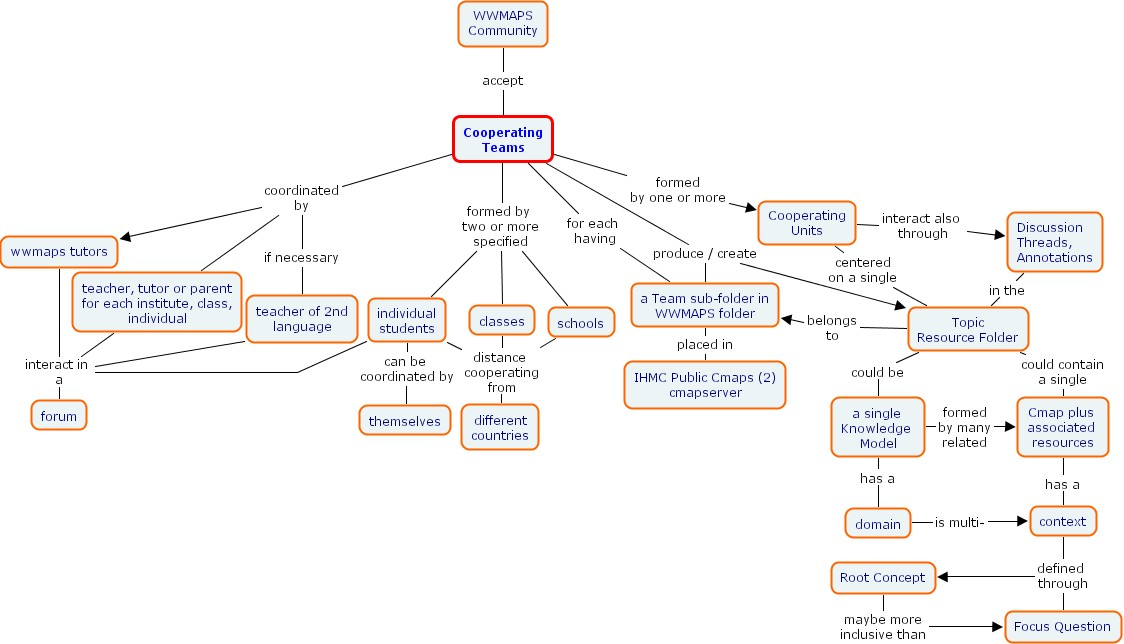 WWMAPS
Community
accept
Cooperating
Teams
coordinated
by
formed by
two or more
specified
for each
having
formed
by one or more
produce / create
Cooperating
Units
interact also
through
Discussion
Threads,
Annotations
centered
on a single
in the
wwmaps tutors
if necessary
teacher, tutor or parent
for each institute, class,
individual
teacher of 2nd
language
individual
students
classes
schools
a Team sub-folder in
WWMAPS folder
belongs
to
Topic
Resource Folder
interact in
a
forum
can be
coordinated by
themselves
distance
cooperating
from
different
countries
placed in
IHMC Public Cmaps (2)
cmapserver
could be
could contain
a single
a single
Knowledge
Model
formed
by many
related
Cmap plus
associated
resources
has a
has a
domain
is multi-
context
defined
through
Root Concept
maybe more
inclusive than
Focus Question